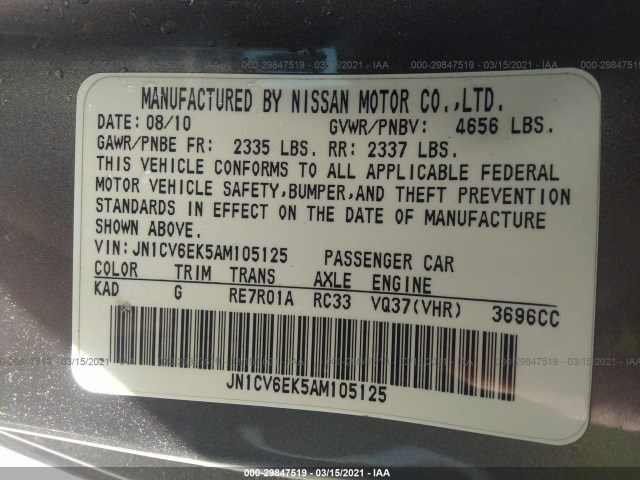 000-29847519 - 03/15/2021 - IAA
MANUFACTURED BY NISSAN MOTOR CO.,LTD.
DATE: 08/10 GVWR/PNBV: 4656 LBS.
GAWR/PNBE FR: 2335 LBS. RR: 2337 LBS.
THIS VEHICLE CONFORMS TO ALL APPLICABLE FEDERAL
MOTOR VEHICLE SAFETY,BUMPER,AND THEFT PREVENTION
STANDARDS IN EFFECT ON THE DATE OF MANUFACTURE
SHOWN ABOVE.
VIN:JN1CV6EK5AM105125 PASSENGER CAR
COLOR TRIM TRANS AXLE ENGINE
KAD G RE7R01A RC33 VQ37(VHR) 3696CC
JN1CV6EK5AM105125
000-29847519 - 03/15/2021 - IAA